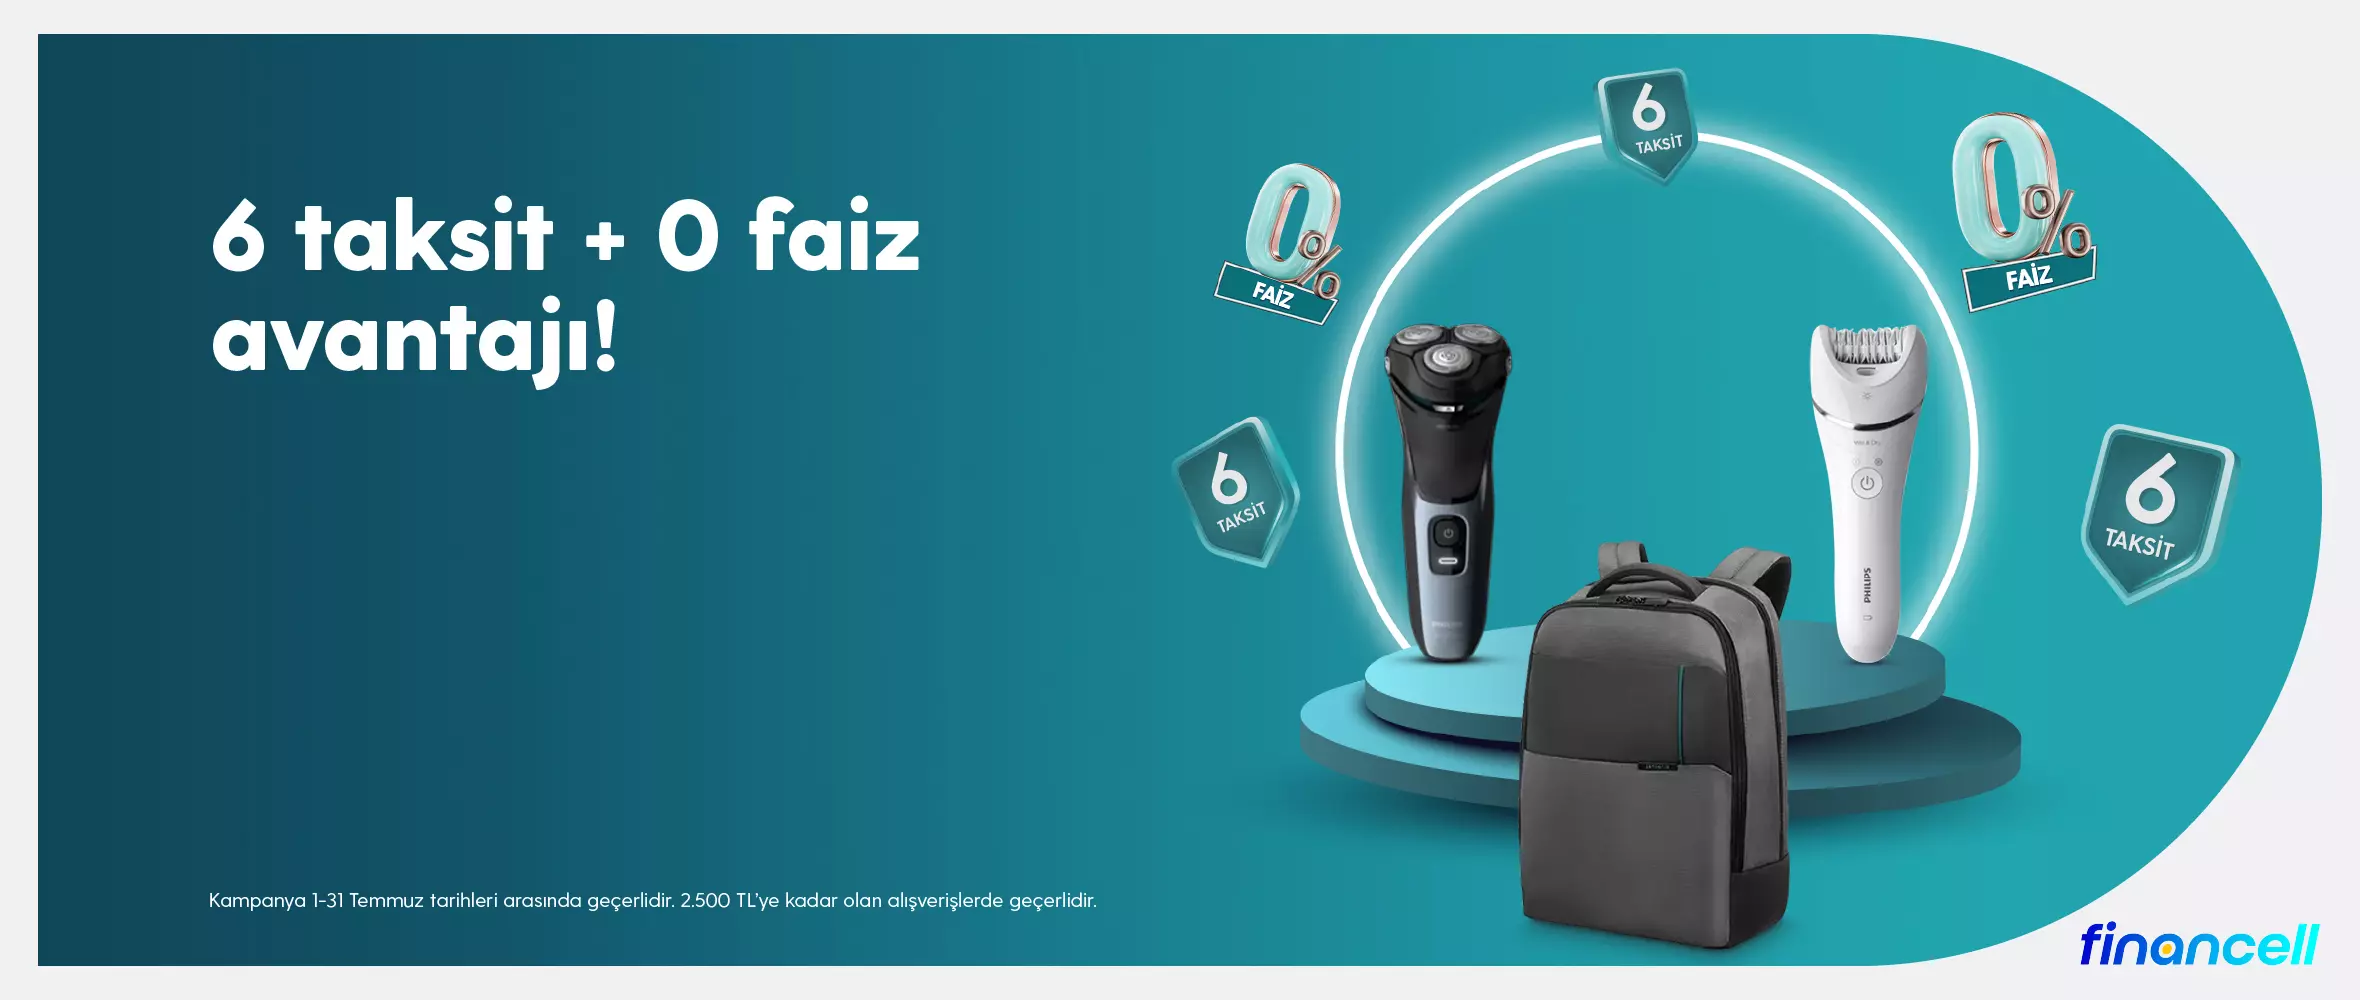 6 taksit + 0 faiz
avantajı!
6
TAKSİT
0%
FAİZ
0%
FAİZ
6
TAKSİT
6
TAKSİT
PHILIPS
Kampanya 1-31 Temmuz tarihleri arasında geçerlidir. 2.500 TL'ye kadar olan alışverişlerde geçerlidir.
financell